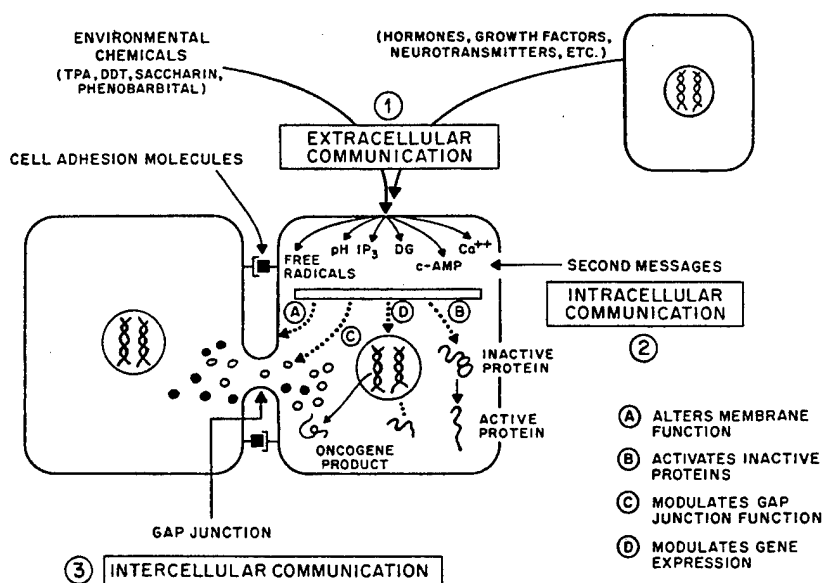 ENVIRONMENTAL
CHEMICALS
(TPA, DDT, SACCHARIN,
PHENOBARBITAL)
(HORMONES, GROWTH FACTORS,
NEUROTRANSMITTERS, ETC.)
1
EXTRACELLULAR
COMMUNICATION
CELL ADHESION MOLECULES
FREE
RADICALS
pH
IP3
DG
c-AMP
Ca++
SECOND MESSAGES
INTRACELLULAR
COMMUNICATION
2
A
C
D
B
INACTIVE
PROTEIN
ACTIVE
PROTEIN
ONCOGENE
PRODUCT
GAP JUNCTION
A ALTERS MEMBRANE
FUNCTION
B ACTIVATES INACTIVE
PROTEINS
C MODULATES GAP
JUNCTION FUNCTION
D MODULATES GENE
EXPRESSION
3 INTERCELLULAR COMMUNICATION